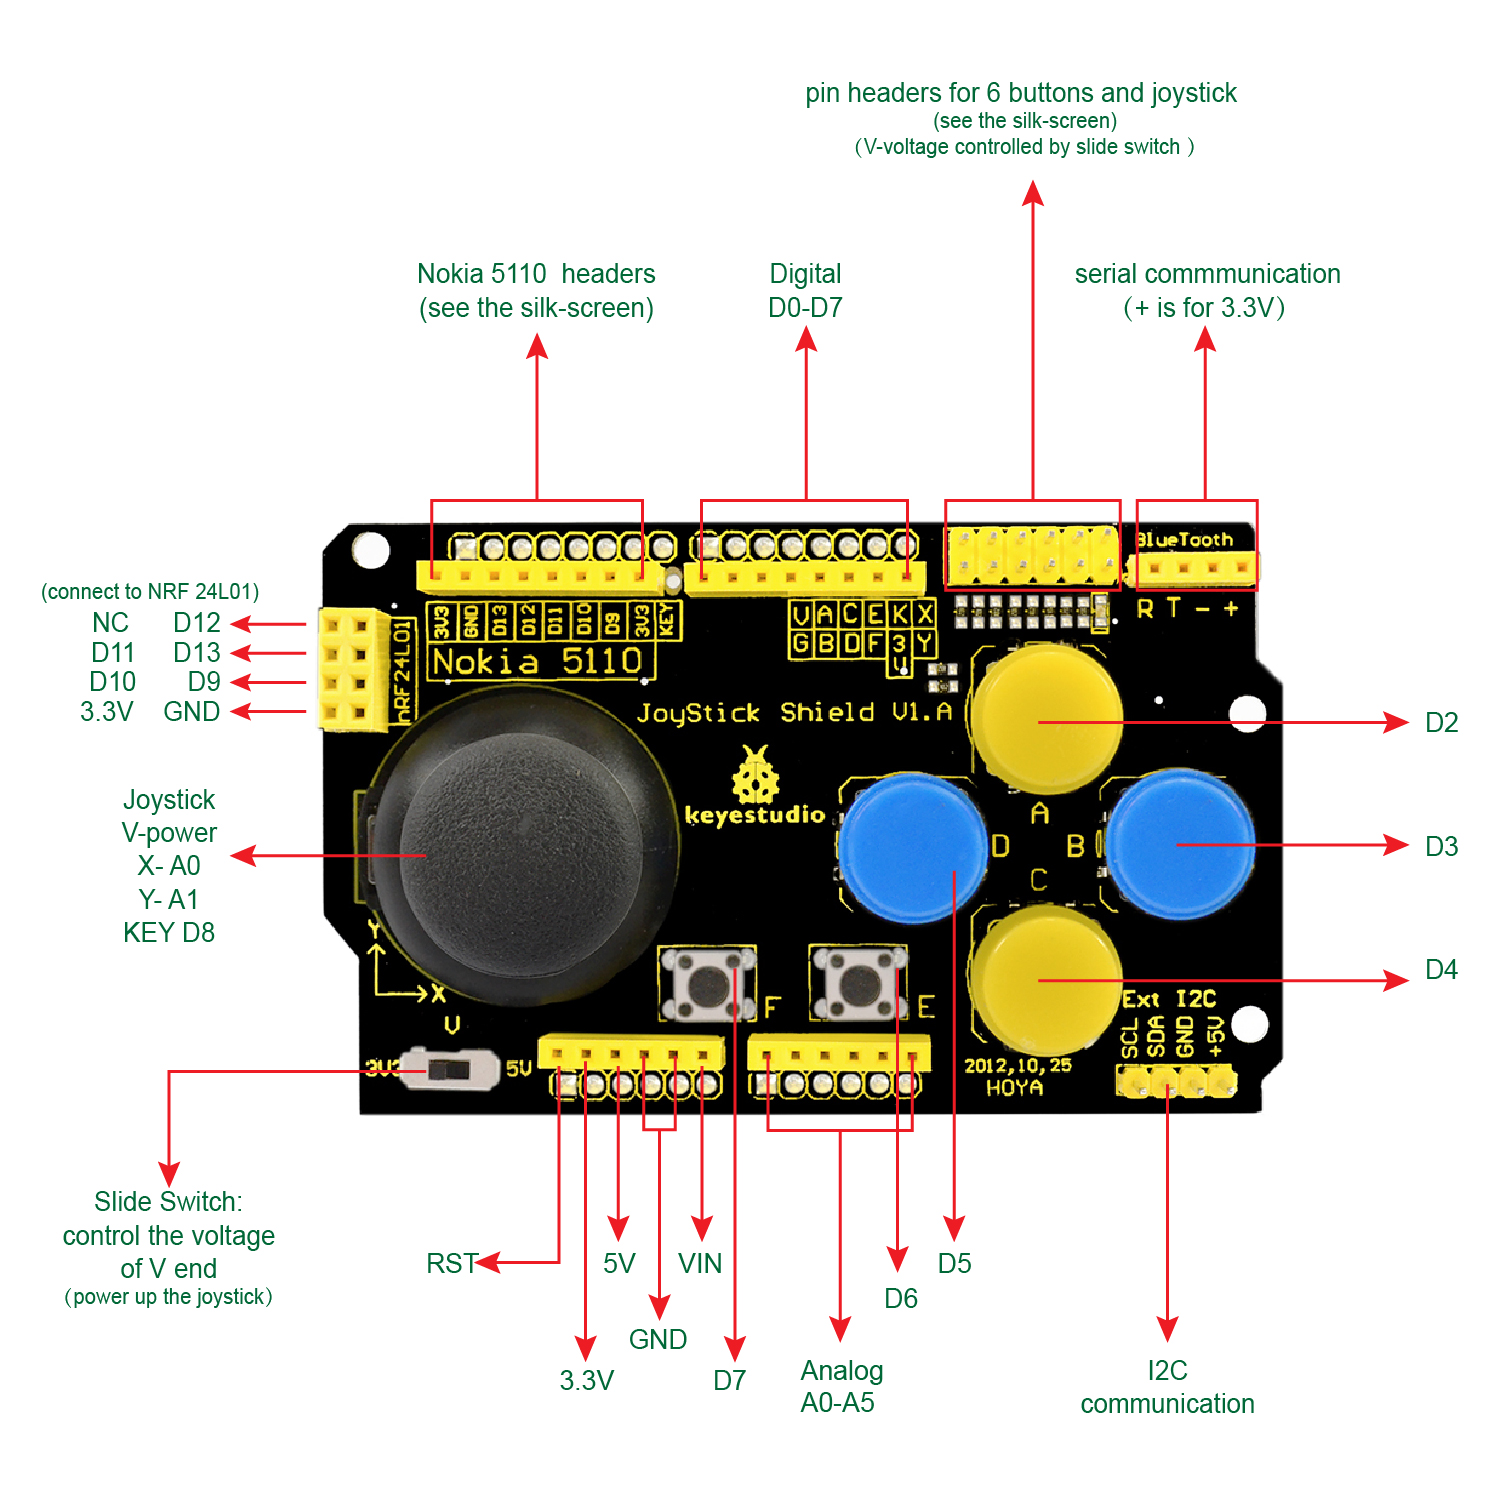 pin headers for 6 buttons and joystick
(see the silk-screen)
(V-voltage controlled by slide switch )
Nokia 5110 headers
(see the silk-screen)
Digital
D0-D7
serial commmunication
(+ is for 3.3V)
BlueTooth
R T - +
(connect to NRF 24L01)
NC D12
D11 D13
D10 D9
3.3V GND
nRF24L01
3V3 GND D13 D12 D11 D10 D9 3V3 KEY
Nokia 5110
V A C E K X
G B D F 3 Y
JoyStick Shield V1.A
keyestudio
A
D B
C
D2
D3
D4
Joystick
V-power
X- A0
Y- A1
KEY D8
Y
X
V
3V3 5V
F
E
Ext I2C
SCL SDA GND +5V
2012,10,25
HOYA
Slide Switch:
control the voltage
of V end
(power up the joystick)
RST
5V
VIN
D5
D6
GND
3.3V
D7
Analog
A0-A5
I2C
communication